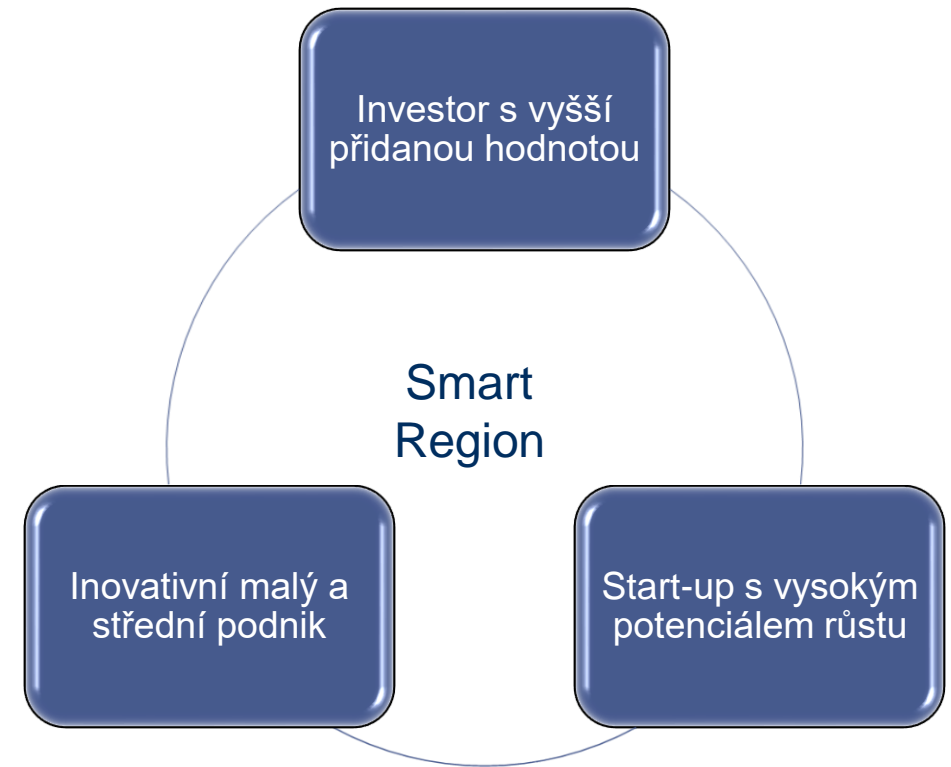 Investor s vyšší
přidanou hodnotou
Smart
Region
Inovativní malý a
střední podnik
Start-up s vysokým
potenciálem růstu